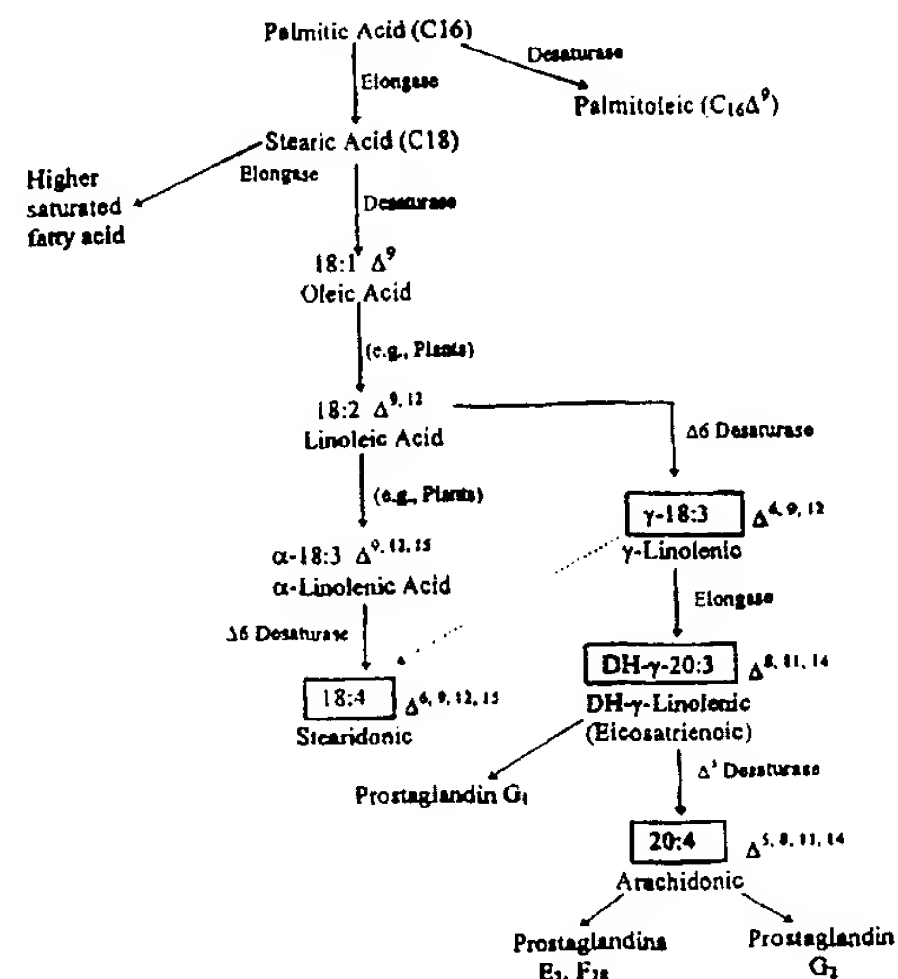 Palmitic Acid (C16)
Desaturase
Elongase
Palmitoleic (C₁₆Δ⁹)
Stearic Acid (C18)
Elongase
Higher
saturated
fatty acid
Desaturase
18:1 Δ⁹
Oleic Acid
(e.g., Plants)
18:2 Δ⁹,¹²
Linoleic Acid
Δ6 Desaturase
(e.g., Plants)
γ-18:3 Δ⁶,⁹,¹²
γ-Linolenic
α-18:3 Δ⁹,¹²,¹⁵
α-Linolenic Acid
Elongase
Δ6 Desaturase
DH-γ-20:3 Δ⁸,¹¹,¹⁴
18:4 Δ⁶,⁹,¹²,¹⁵
DH-γ-Linolenic
Stearidonic
(Eicosatrienoic)
Δ⁵ Desaturase
Prostaglandin G₁
20:4 Δ⁵,⁸,¹¹,¹⁴
Arachidonic
Prostaglandins
E₂, F₂ₐ
Prostaglandin
G₂